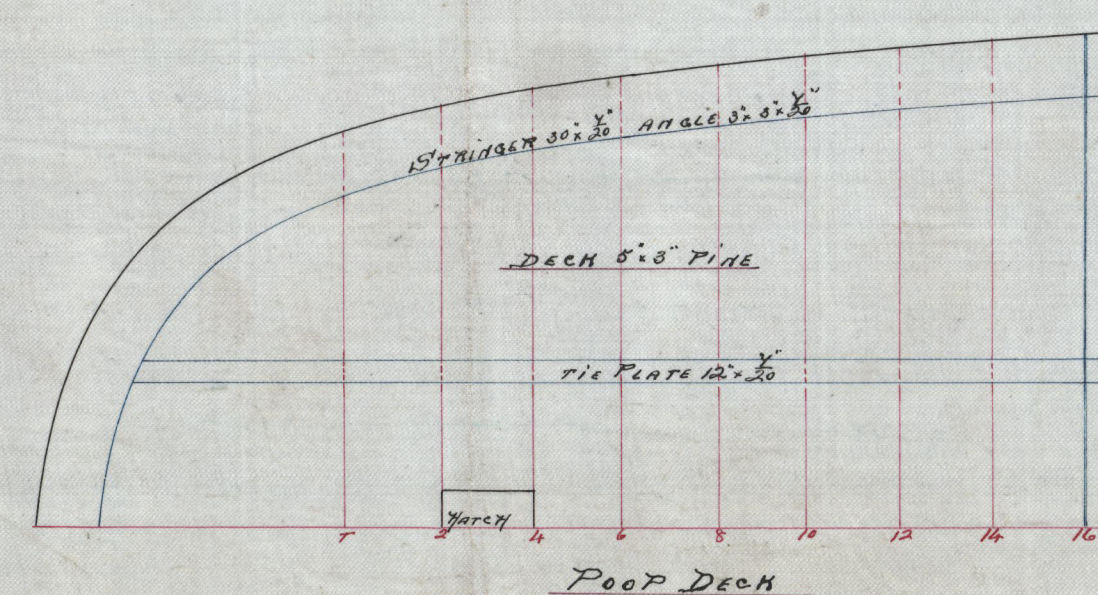 STRINGER 30" x 7/20" ANGLE 3" x 3" x 7/20"
DECK 5" x 3" PINE
TIE PLATE 12" x 7/20"
HATCH
T 2 4 6 8 10 12 14 16
POOP DECK